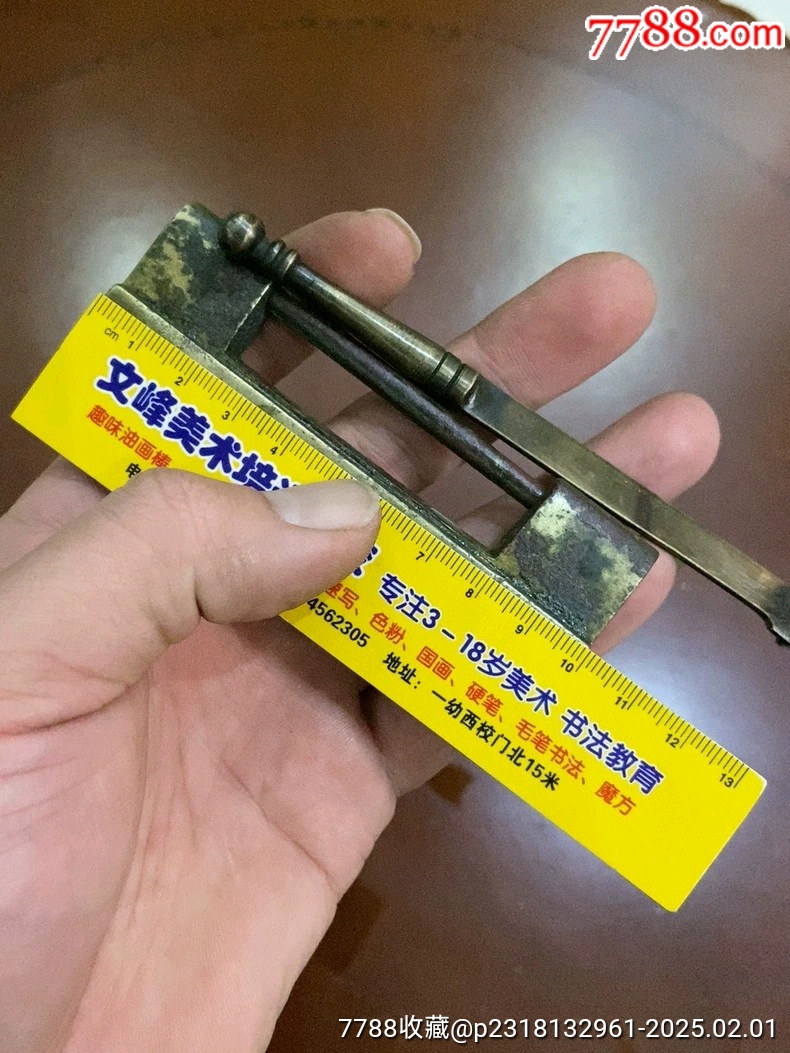 7788.com
cm 1 2 3 4 7 8 9 10 11 12 13
文峰美术培
专注3-18岁美术 书法教育
趣味油画棒
速写、色粉、国画、硬笔、毛笔书法、魔方
4562305 地址:一幼西校门北15米
7788收藏@p2318132961-2025.02.01